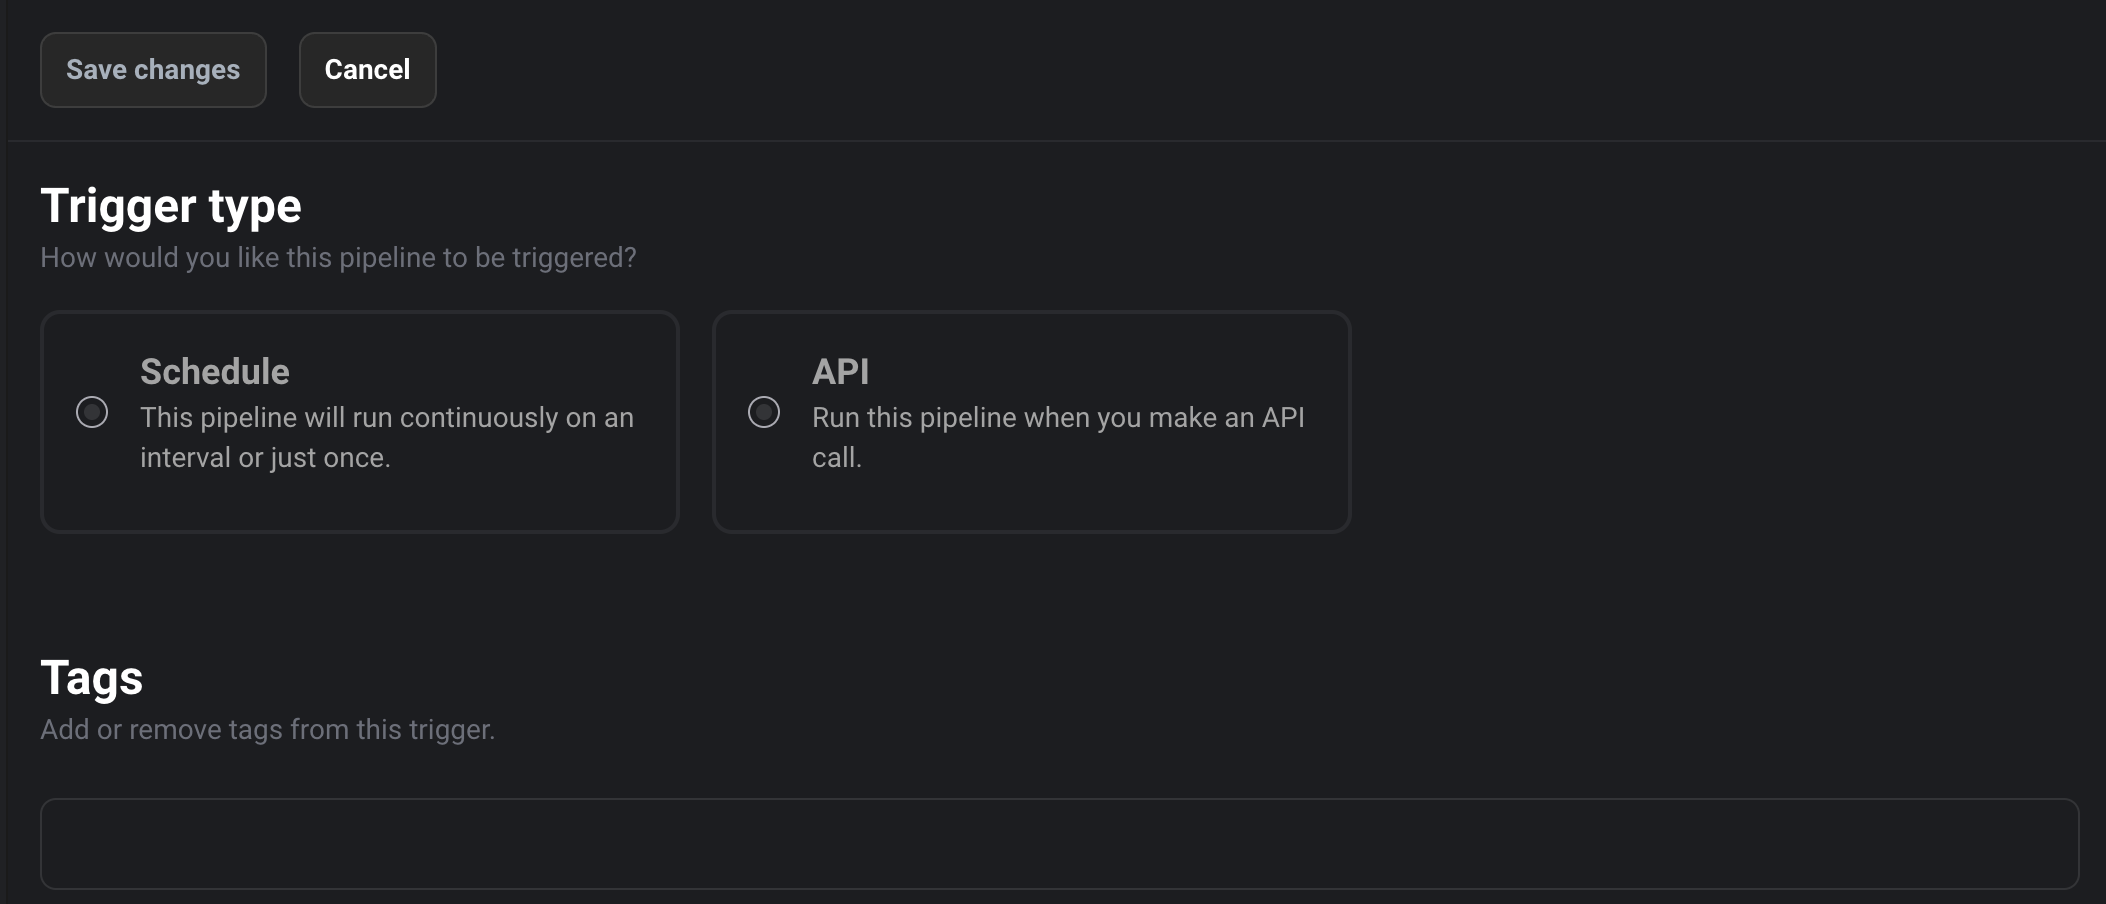 Save changes
Cancel
Trigger type
How would you like this pipeline to be triggered?
Schedule
This pipeline will run continuously on an
interval or just once.
API
Run this pipeline when you make an API
call.
Tags
Add or remove tags from this trigger.